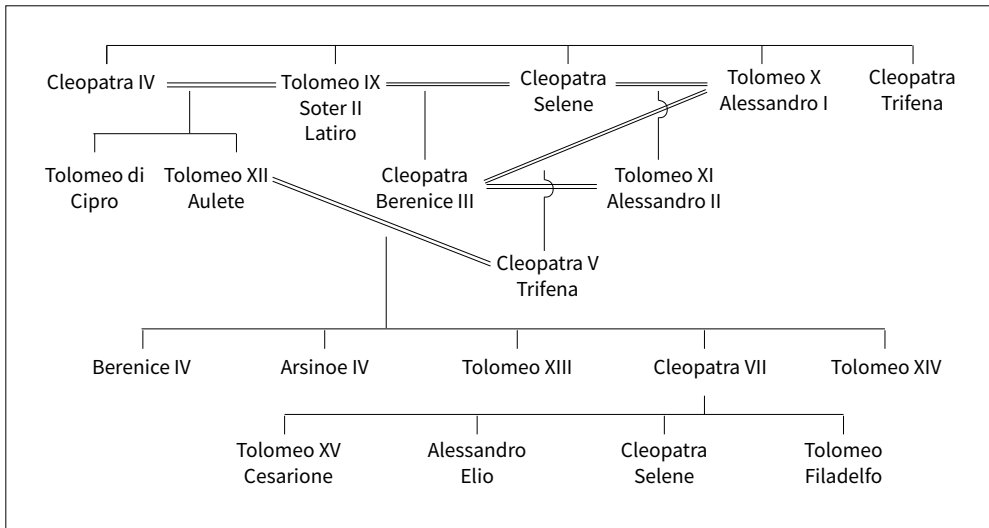 Cleopatra IV
Tolomeo IX
Soter II
Latiro
Cleopatra
Selene
Tolomeo X
Alessandro I
Cleopatra
Trifena
Tolomeo di
Cipro
Tolomeo XII
Aulete
Cleopatra
Berenice III
Tolomeo XI
Alessandro II
Cleopatra V
Trifena
Berenice IV
Arsinoe IV
Tolomeo XIII
Cleopatra VII
Tolomeo XIV
Tolomeo XV
Cesarione
Alessandro
Elio
Cleopatra
Selene
Tolomeo
Filadelfo